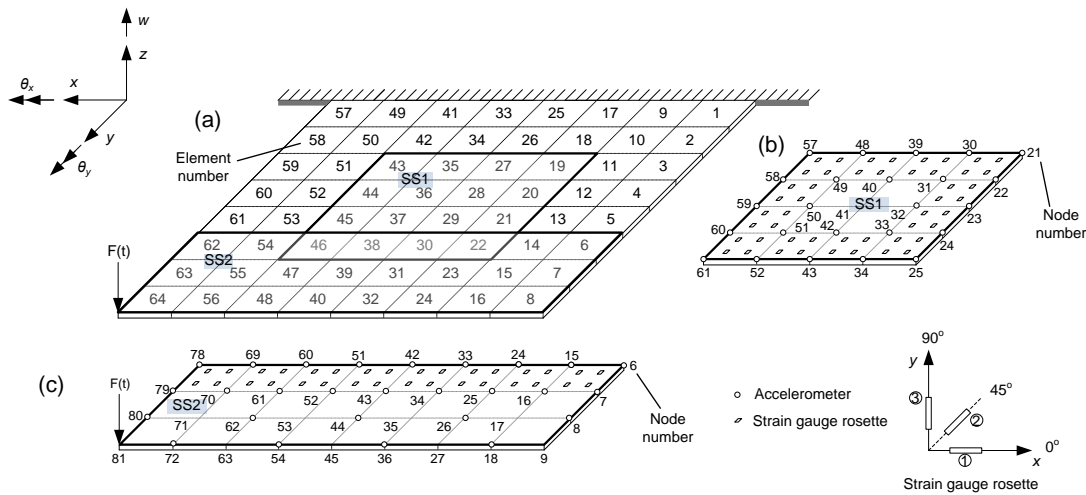 w
z
θx x
y
θy
(a)
57 49 41 33 25 17 9 1
58 50 42 34 26 18 10 2
Element number
59 51 43 35 27 19 11 3
SS1
60 52 44 36 28 20 12 4
61 53 45 37 29 21 13 5
F(t)
62 54 46 38 30 22 14 6
SS2
63 55 47 39 31 23 15 7
64 56 48 40 32 24 16 8
(b)
57 48 39 30 21
58 49 40 31 22
SS1
59 50 41 32 23
60 51 42 33 24
61 52 43 34 25
Node number
(c)
78 69 60 51 42 33 24 15 6
F(t)
79 70 61 52 43 34 25 16 7
SS2
80 71 62 53 44 35 26 17 8
81 72 63 54 45 36 27 18 9
Node number
Accelerometer
Strain gauge rosette
90°
y
45°
③
②
①
x
0°
Strain gauge rosette